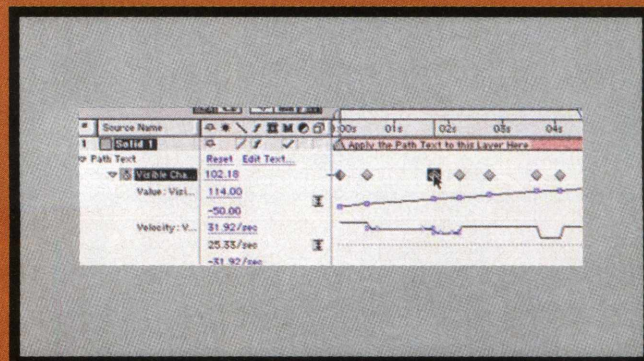 # Source Name :00s 01s 02s 03s 04s
1 Solid 1 Apply the Path Text to this Layer Here
Path Text Reset Edit Text...
Visible Cha... 102.18
Value: Visi... 114.00
-50.00
Velocity: V... 31.92/sec
25.33/sec
-31.92/sec